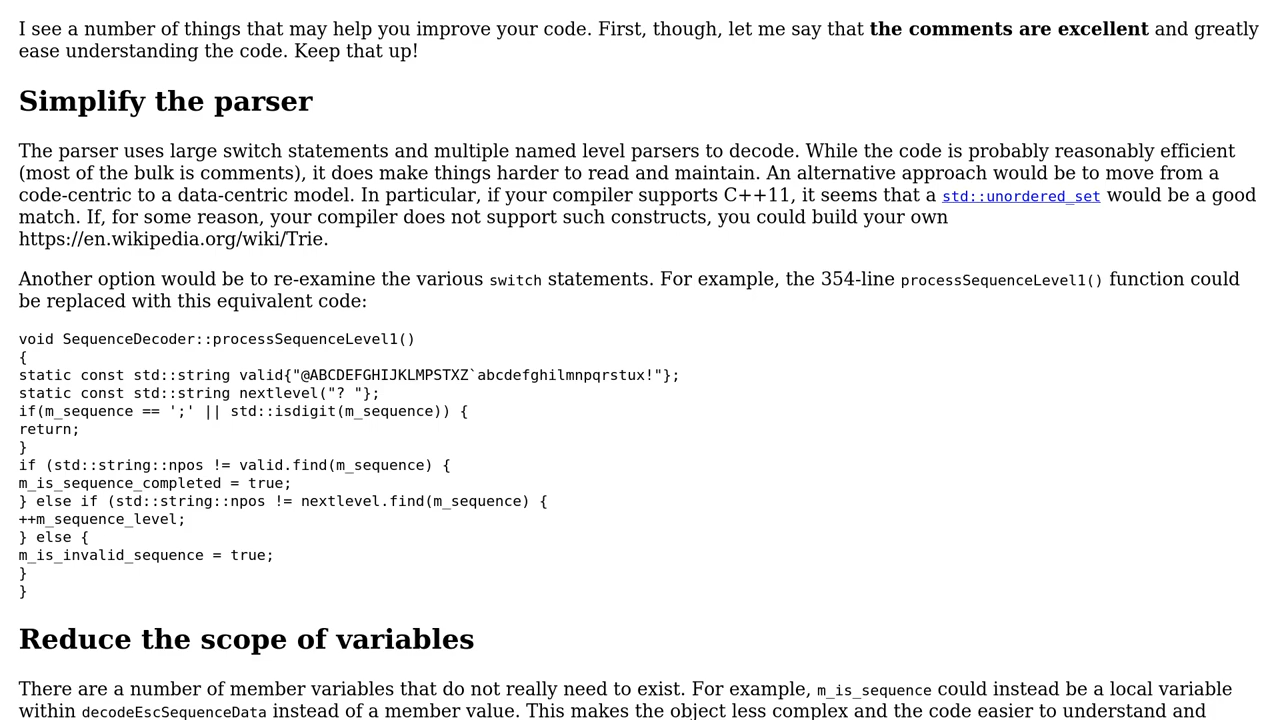 I see a number of things that may help you improve your code. First, though, let me say that the comments are excellent and greatly
ease understanding the code. Keep that up!
Simplify the parser
The parser uses large switch statements and multiple named level parsers to decode. While the code is probably reasonably efficient
(most of the bulk is comments), it does make things harder to read and maintain. An alternative approach would be to move from a
code-centric to a data-centric model. In particular, if your compiler supports C++11, it seems that a std::unordered_set would be a good
match. If, for some reason, your compiler does not support such constructs, you could build your own
https://en.wikipedia.org/wiki/Trie.
Another option would be to re-examine the various switch statements. For example, the 354-line processSequenceLevel1() function could
be replaced with this equivalent code:
void SequenceDecoder::processSequenceLevel1()
{
static const std::string valid{"@ABCDEFGHIJKLMPSTXZ`abcdefghilmnpqrstux!"};
static const std::string nextlevel("? "};
if(m_sequence == ';' || std::isdigit(m_sequence)) {
return;
}
if (std::string::npos != valid.find(m_sequence) {
m_is_sequence_completed = true;
} else if (std::string::npos != nextlevel.find(m_sequence) {
++m_sequence_level;
} else {
m_is_invalid_sequence = true;
}
}
Reduce the scope of variables
There are a number of member variables that do not really need to exist. For example, m_is_sequence could instead be a local variable
within decodeEscSequenceData instead of a member value. This makes the object less complex and the code easier to understand and